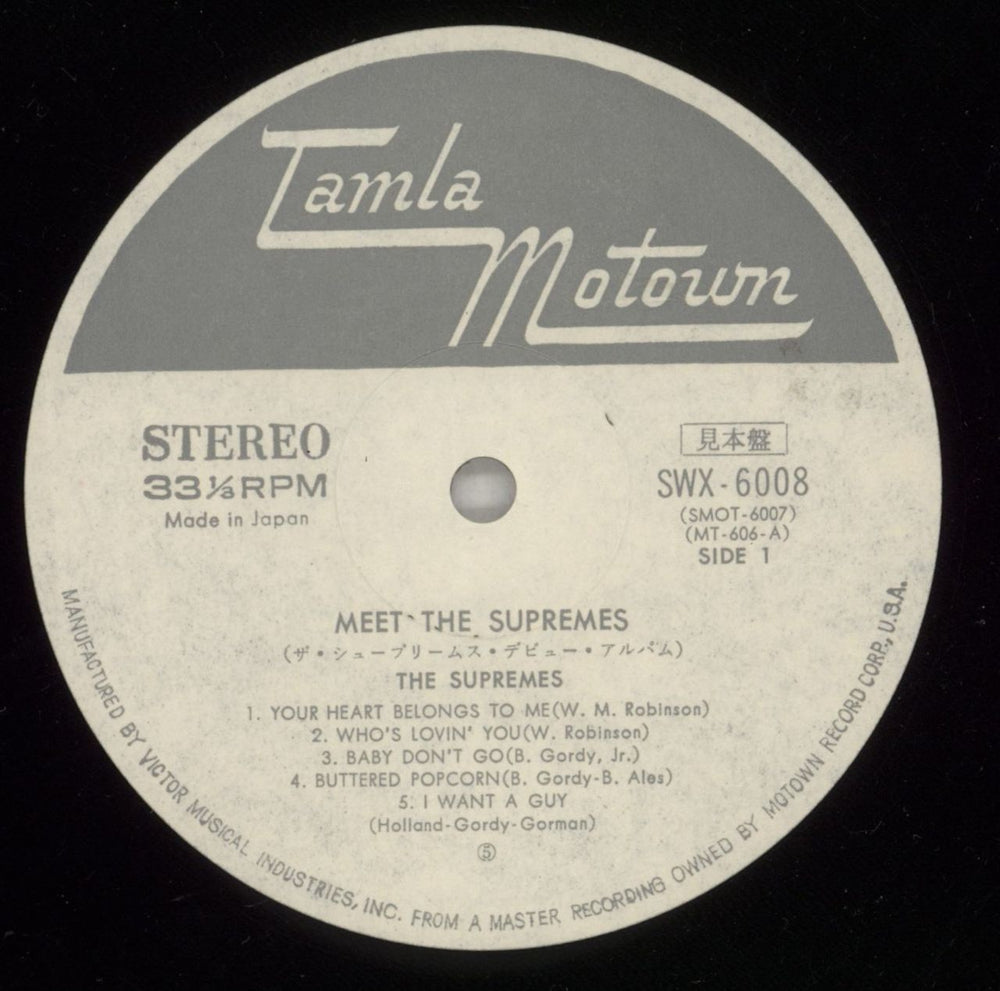 Tamla
Motown
STEREO
33⅓RPM
Made in Japan
見本盤
SWX-6008
(SMOT-6007)
(MT-606-A)
SIDE 1
MEET THE SUPREMES
(ザ・シュープリームス・デビュー・アルバム)
THE SUPREMES
1. YOUR HEART BELONGS TO ME(W. M. Robinson)
2. WHO'S LOVIN' YOU(W. Robinson)
3. BABY DON'T GO(B. Gordy, Jr.)
4. BUTTERED POPCORN(B. Gordy-B. Ales)
5. I WANT A GUY
(Holland-Gordy-Gorman)
⑤
MANUFACTURED BY VICTOR MUSICAL INDUSTRIES, INC. FROM A MASTER RECORDING OWNED BY MOTOWN RECORD CORP., U.S.A.